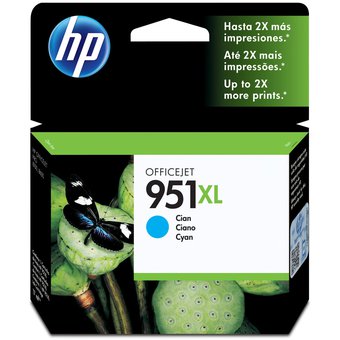 hp
Hasta 2X más
impresiones.*
Até 2X mais
impressões.*
Up to 2X
more prints.*
OFFICEJET
951XL
Cian
Ciano
Cyan